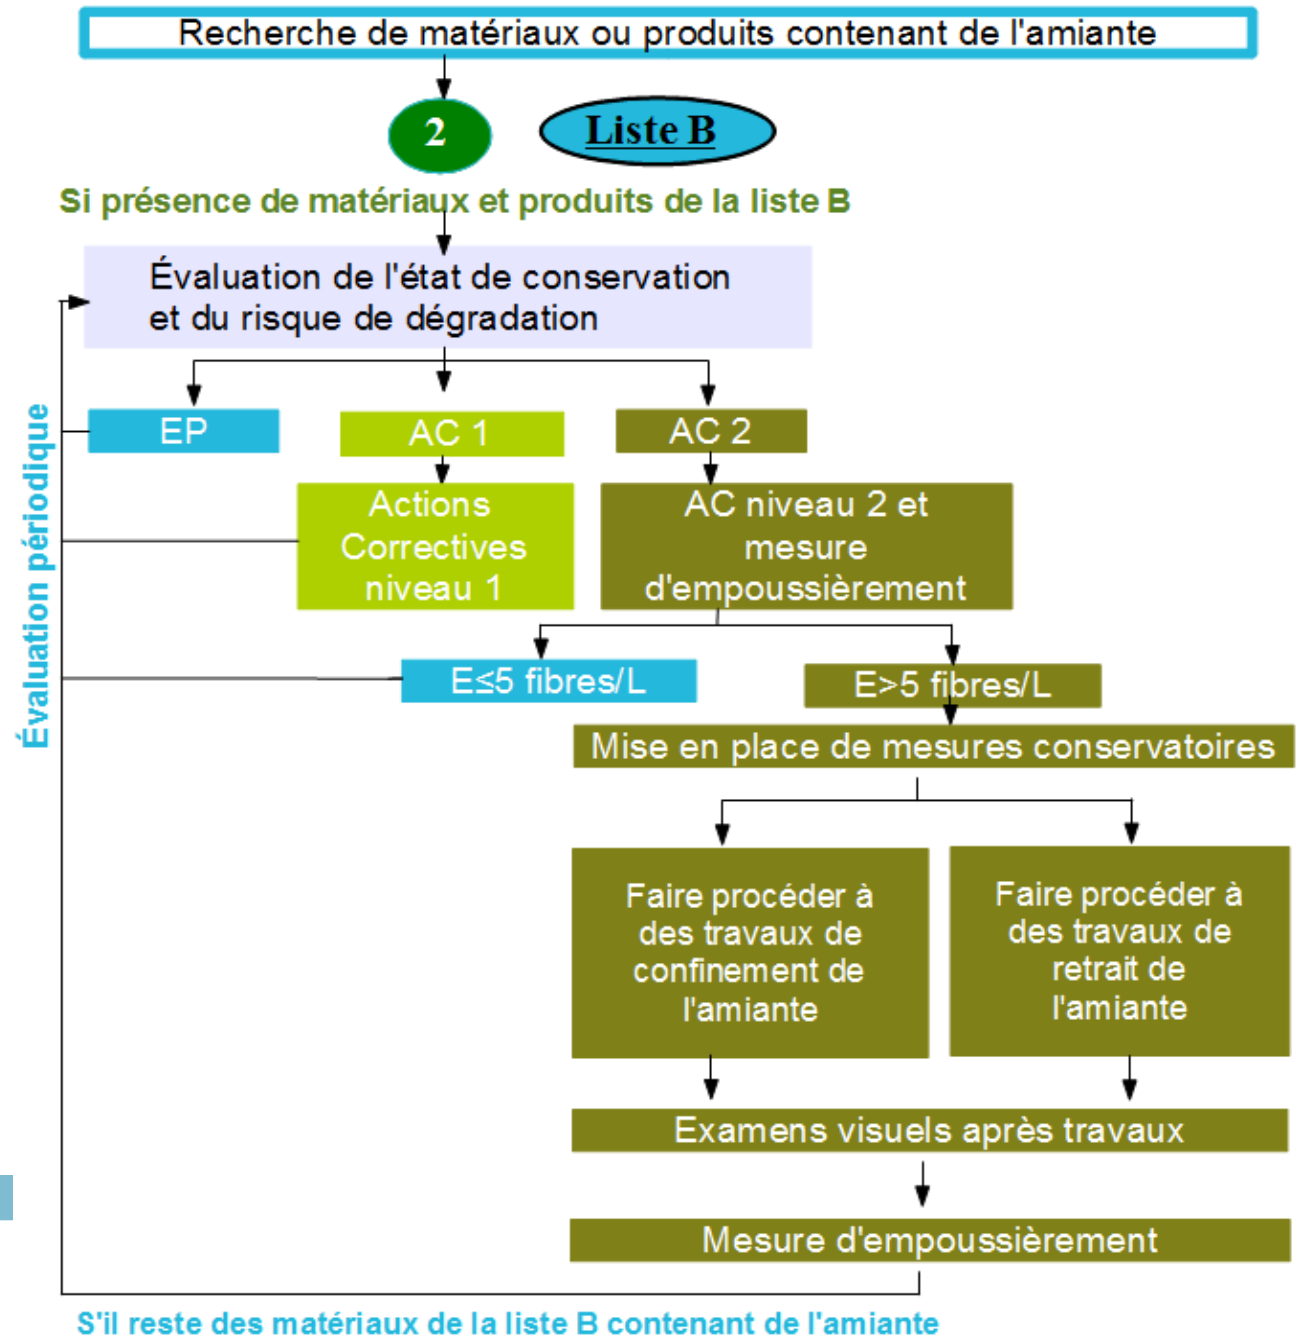 Recherche de matériaux ou produits contenant de l'amiante
2
Liste B
Si présence de matériaux et produits de la liste B
Évaluation de l'état de conservation
et du risque de dégradation
Évaluation périodique
EP
AC 1
AC 2
Actions
Correctives
niveau 1
AC niveau 2 et
mesure
d'empoussièrement
E≤5 fibres/L
E>5 fibres/L
Mise en place de mesures conservatoires
Faire procéder à
des travaux de
confinement de
l'amiante
Faire procéder à
des travaux de
retrait de
l'amiante
Examens visuels après travaux
Mesure d'empoussièrement
S'il reste des matériaux de la liste B contenant de l'amiante